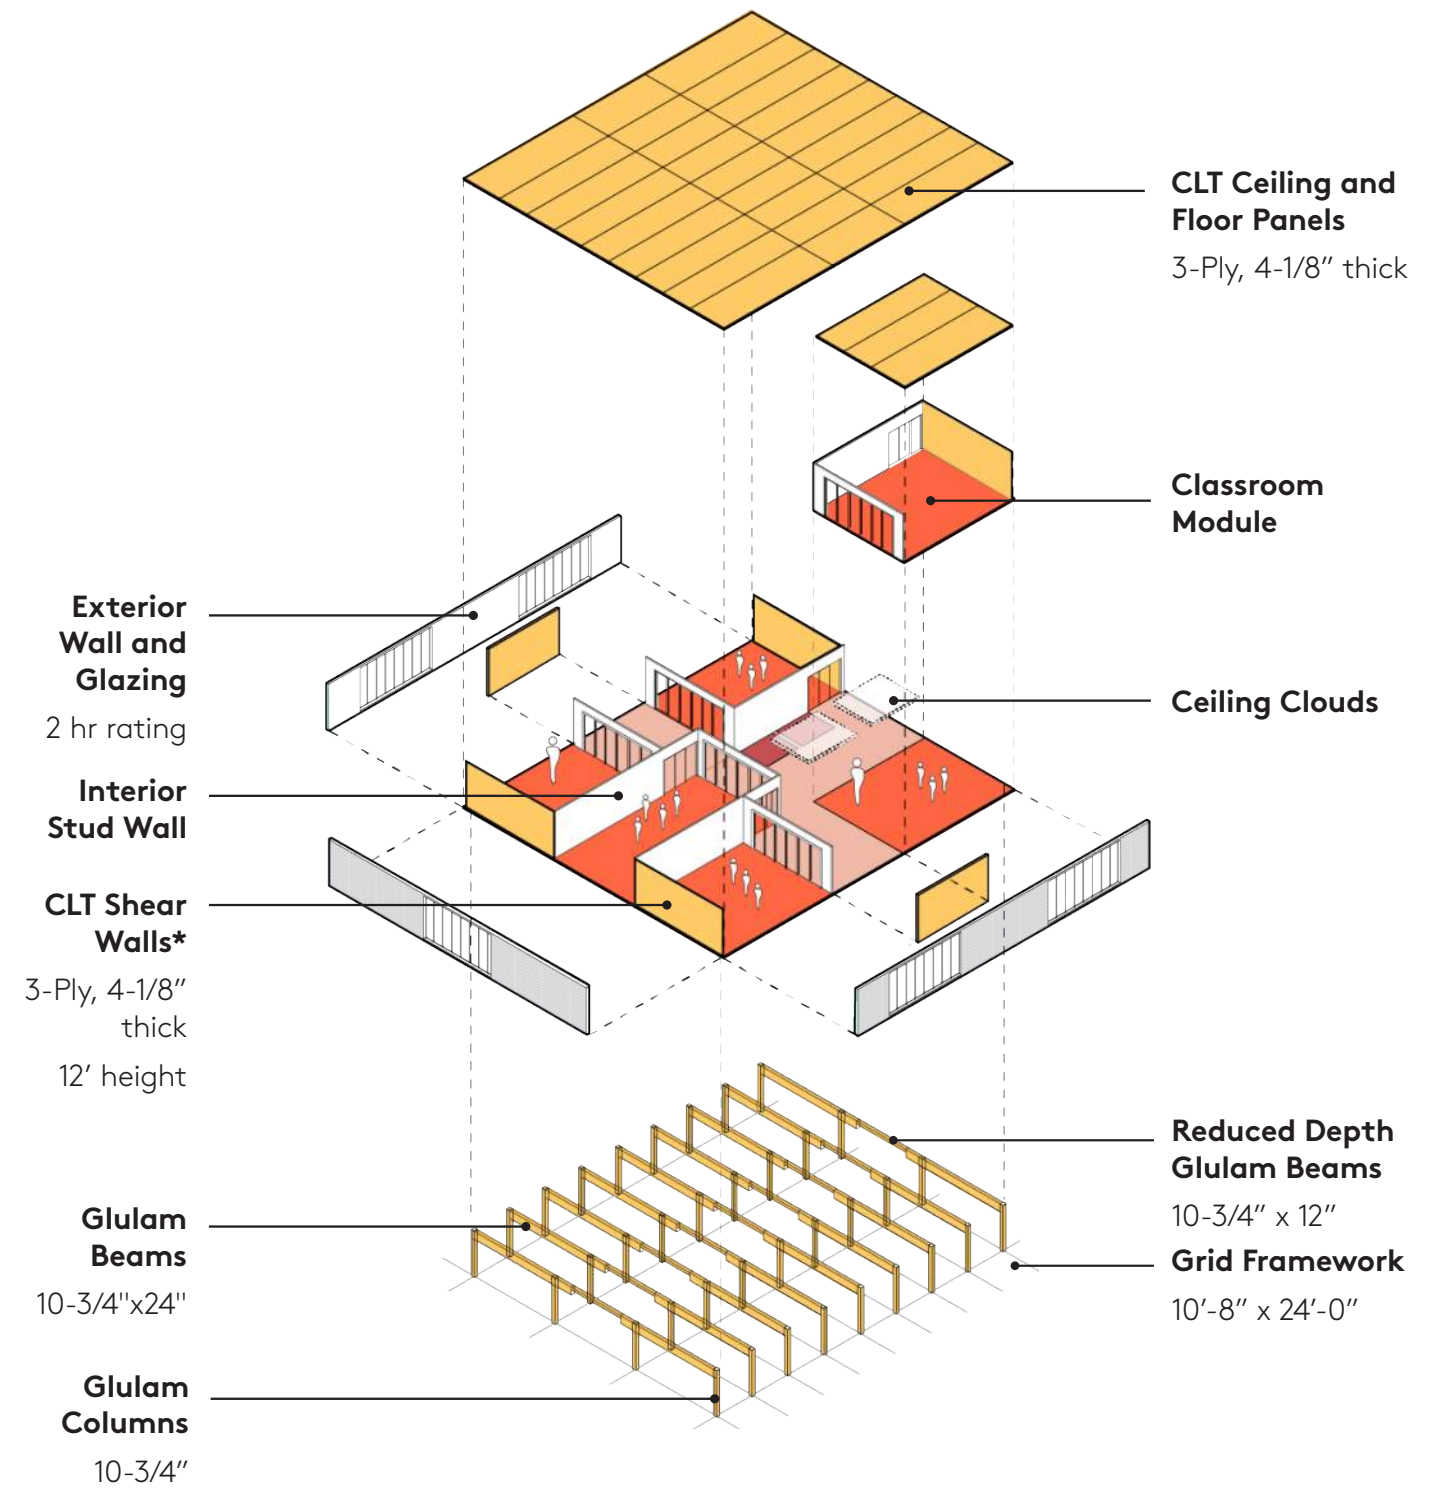 CLT Ceiling and
Floor Panels
3-Ply, 4-1/8” thick
Classroom
Module
Exterior
Wall and
Glazing
2 hr rating
Ceiling Clouds
Interior
Stud Wall
CLT Shear
Walls*
3-Ply, 4-1/8”
thick
12’ height
Reduced Depth
Glulam Beams
10-3/4” x 12”
Grid Framework
10’-8” x 24’-0”
Glulam
Beams
10-3/4"x24"
Glulam
Columns
10-3/4”